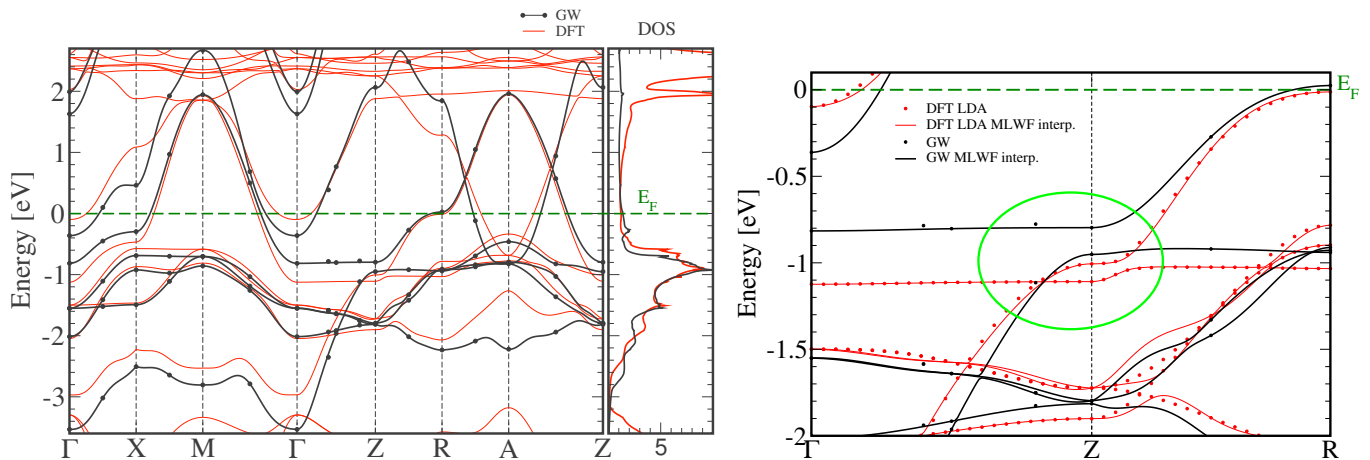 GW
DFT
DOS
Energy [eV]
2
1
0
-1
-2
-3
E_F
Γ X M Γ Z R A Z
5
Energy [eV]
0
-0.5
-1
-1.5
-2
E_F
DFT LDA
DFT LDA MLWF interp.
GW
GW MLWF interp.
Γ Z R